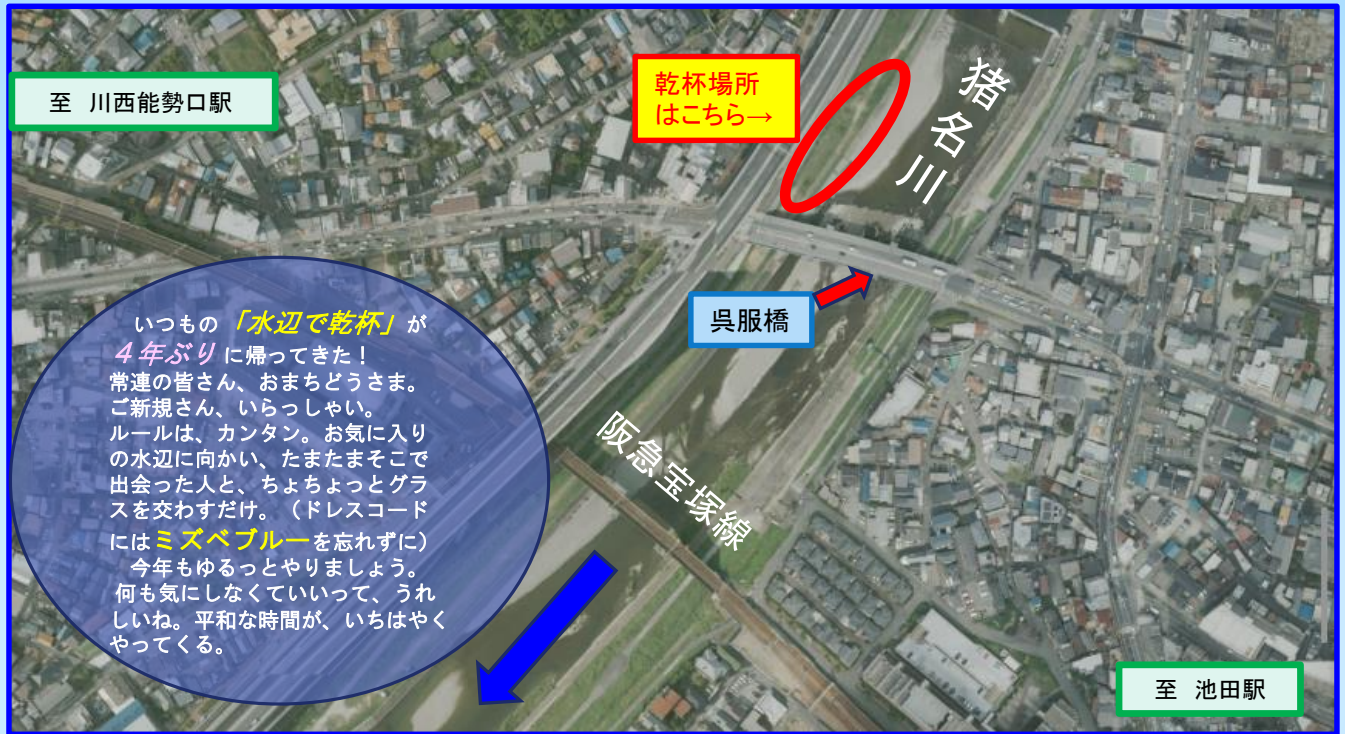 至 川西能勢口駅
乾杯場所
はこちら→
猪名川
呉服橋
阪急宝塚線
いつもの「水辺で乾杯」が
４年ぶりに帰ってきた！
常連の皆さん、おまちどうさま。
ご新規さん、いらっしゃい。
ルールは、カンタン。お気に入り
の水辺に向かい、たまたまそこで
出会った人と、ちょちょっとグラ
スを交わすだけ。（ドレスコード
にはミズベブルーを忘れずに）
今年もゆるっとやりましょう。
何も気にしなくていいって、うれ
しいね。平和な時間が、いちはやく
やってくる。
至 池田駅